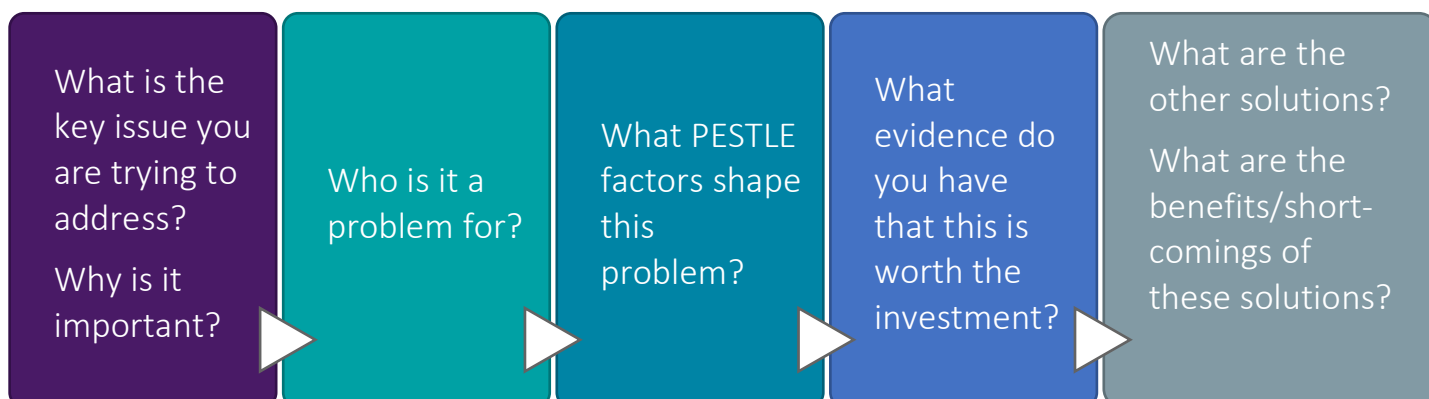 What is the
key issue you
are trying to
address?
Why is it
important?
Who is it a
problem for?
What PESTLE
factors shape
this
problem?
What
evidence do
you have
that this is
worth the
investment?
What are the
other solutions?
What are the
benefits/short-
comings of
these solutions?